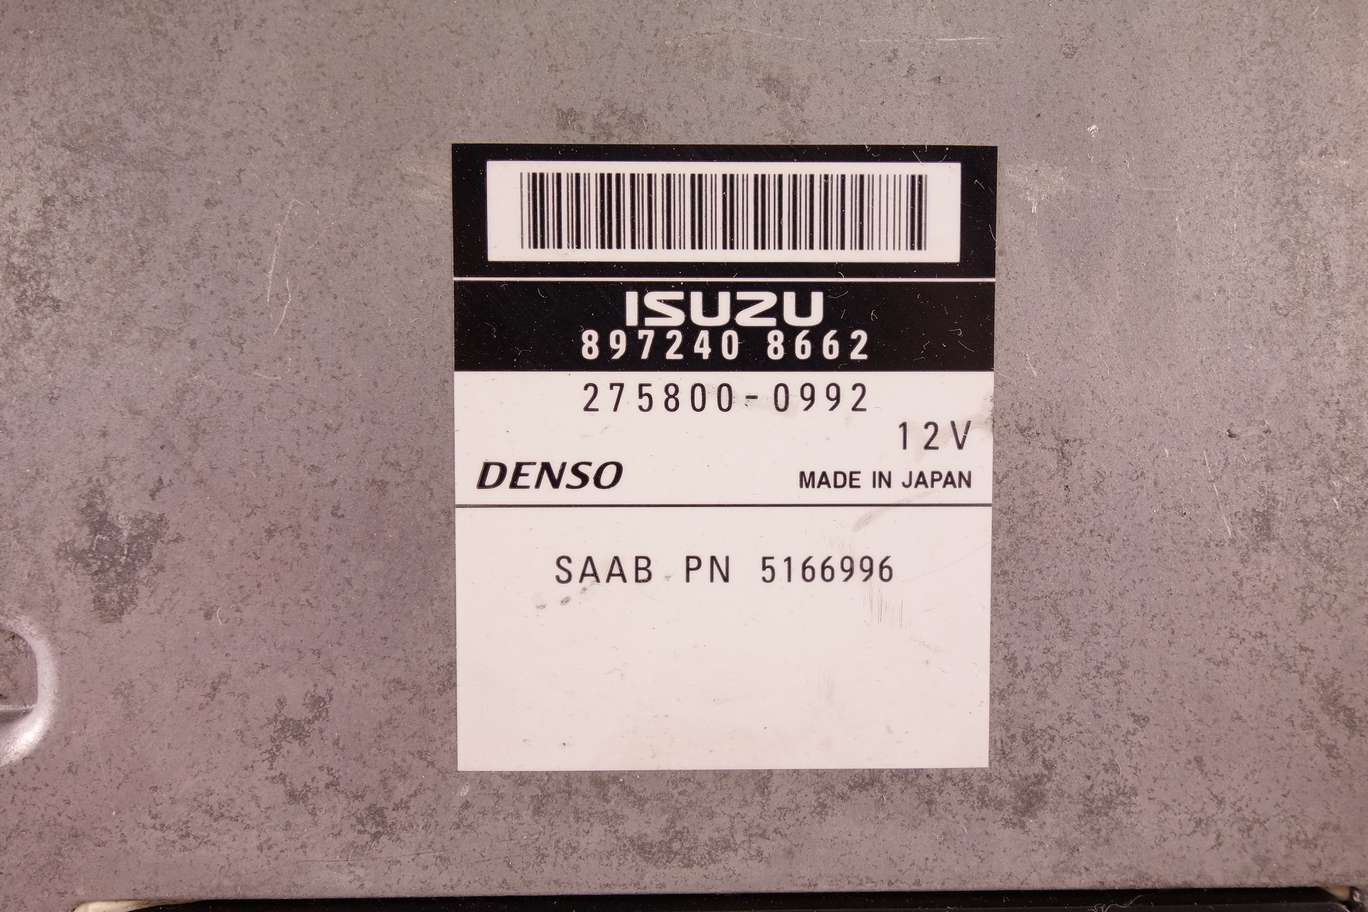 ISUZU
897240 8662
275800-0992
12V
DENSO MADE IN JAPAN
SAAB PN 5166996